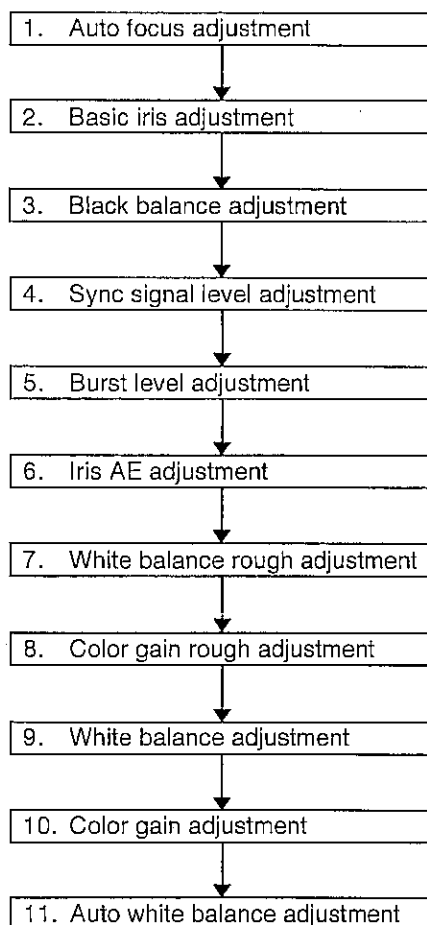 1. Auto focus adjustment
2. Basic iris adjustment
3. Black balance adjustment
4. Sync signal level adjustment
5. Burst level adjustment
6. Iris AE adjustment
7. White balance rough adjustment
8. Color gain rough adjustment
9. White balance adjustment
10. Color gain adjustment
11. Auto white balance adjustment